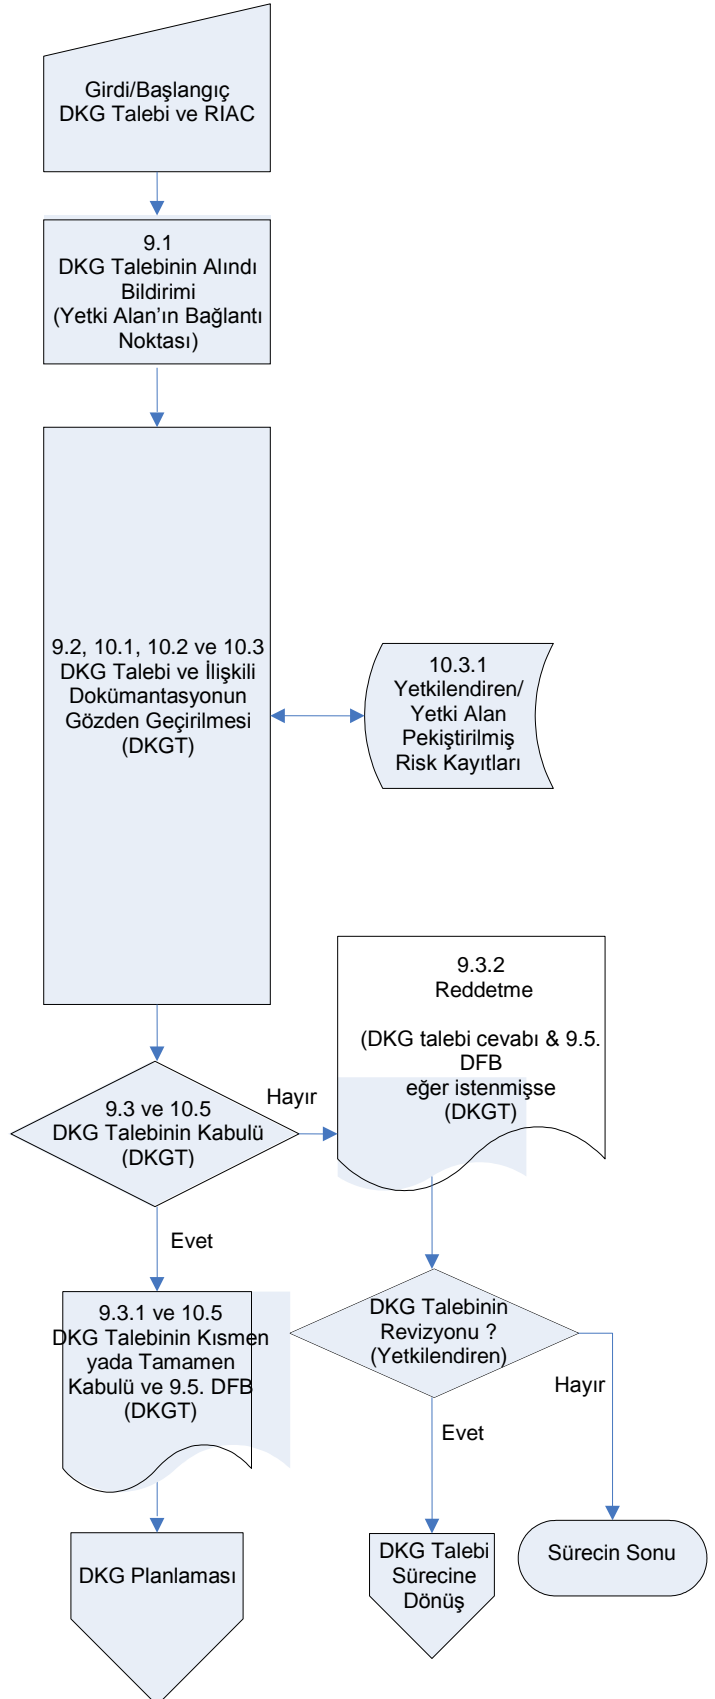 Girdi/Başlangıç
DKG Talebi ve RIAC
9.1
DKG Talebinin Alındı
Bildirimi
(Yetki Alan’ın Bağlantı
Noktası)
9.2, 10.1, 10.2 ve 10.3
DKG Talebi ve İlişkili
Dokümantasyonun
Gözden Geçirilmesi
(DKGT)
10.3.1
Yetkilendiren/
Yetki Alan
Pekiştirilmiş
Risk Kayıtları
9.3.2
Reddetme
(DKG talebi cevabı & 9.5.
DFB
eğer istenmişse
(DKGT)
Hayır
9.3 ve 10.5
DKG Talebinin Kabulü
(DKGT)
Evet
9.3.1 ve 10.5
DKG Talebinin Kısmen
yada Tamamen
Kabulü ve 9.5. DFB
(DKGT)
DKG Talebinin
Revizyonu ?
(Yetkilendiren)
Hayır
Evet
DKG Planlaması
DKG Talebi
Sürecine
Dönüş
Sürecin Sonu